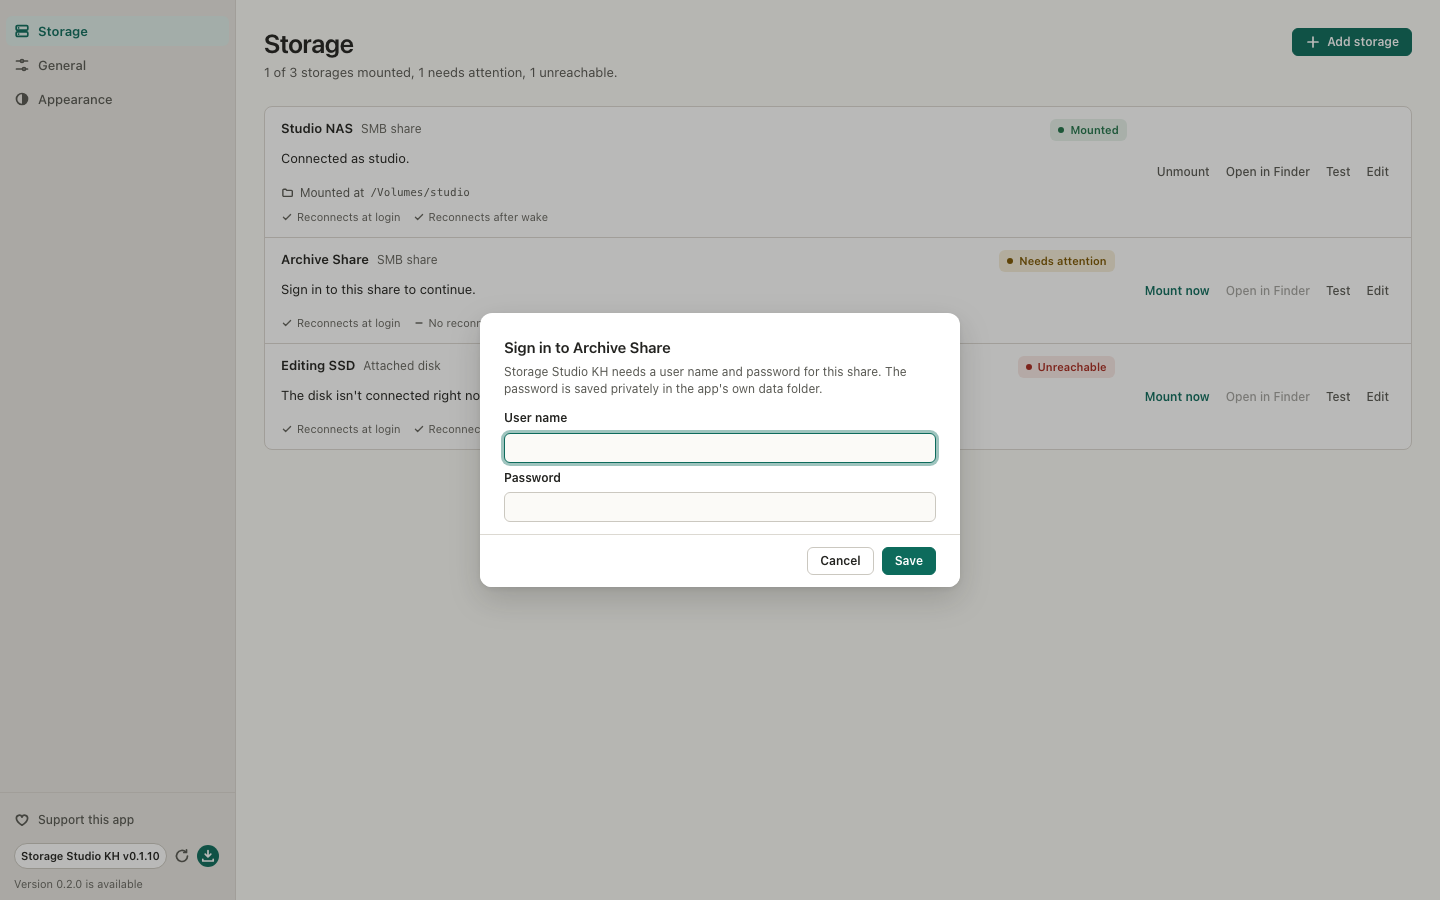 Storage
General
Appearance
Storage
Add storage
1 of 3 storages mounted, 1 needs attention, 1 unreachable.
Studio NAS SMB share
Mounted
Connected as studio.
Unmount Open in Finder Test Edit
Mounted at /Volumes/studio
Reconnects at login Reconnects after wake
Archive Share SMB share
Needs attention
Sign in to this share to continue.
Mount now Open in Finder Test Edit
Reconnects at login No
Editing SSD Attached disk
Unreachable
The disk isn't connected right
Mount now Open in Finder Test Edit
Reconnects at login
Sign in to Archive Share
Storage Studio KH needs a user name and password for this share. The
password is saved privately in the app's own data folder.
User name
Password
Cancel Save
Support this app
Storage Studio KH v0.1.10
Version 0.2.0 is available